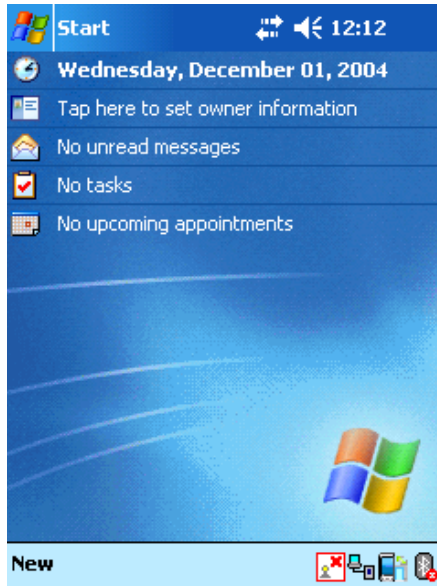 Start 12:12
Wednesday, December 01, 2004
Tap here to set owner information
No unread messages
No tasks
No upcoming appointments
New